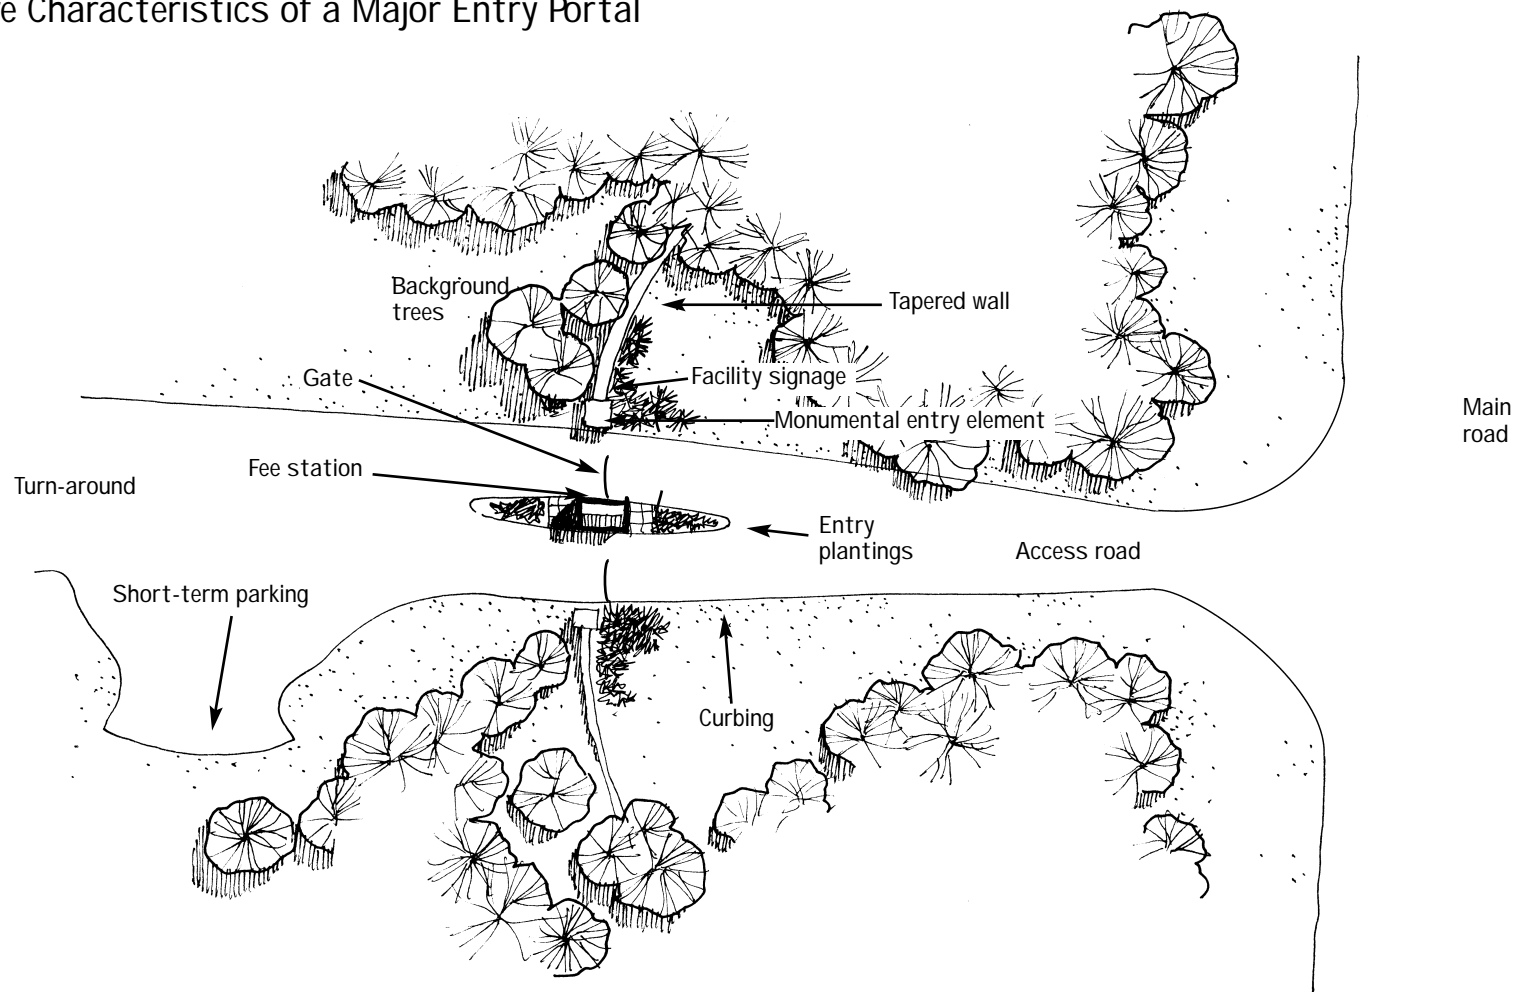 e Characteristics of a Major Entry Portal
Background
trees
Tapered wall
Gate
Facility signage
Monumental entry element
Main
road
Fee station
Turn-around
Entry
plantings
Access road
Short-term parking
Curbing